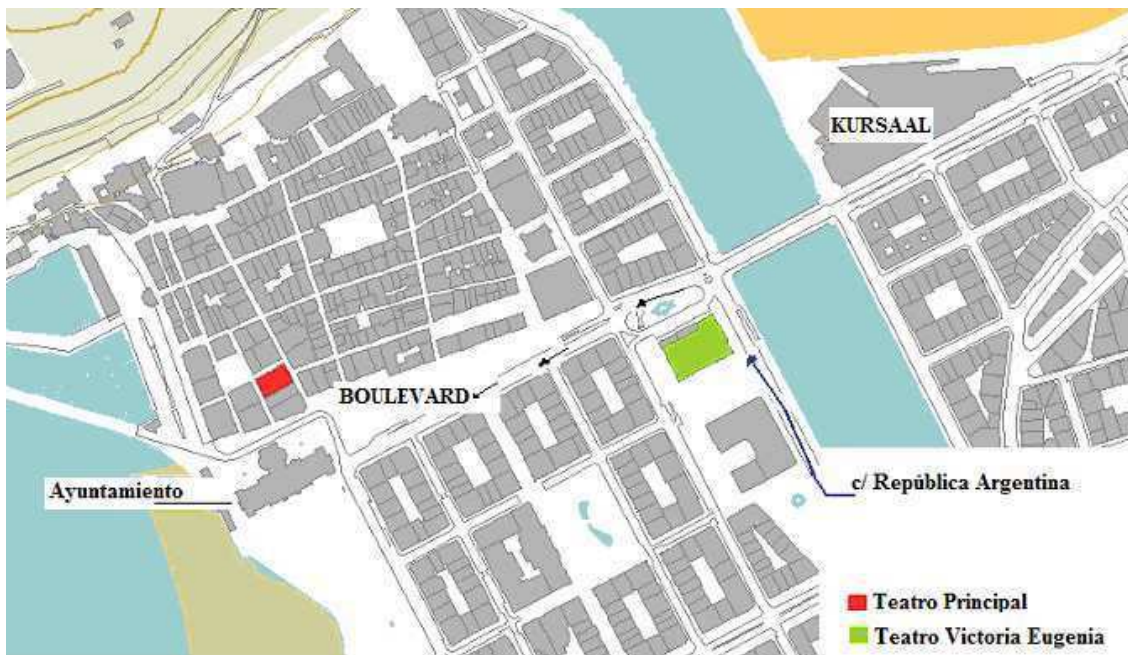 KURSAAL
BOULEVARD
Ayuntamiento
c/ República Argentina
Teatro Principal
Teatro Victoria Eugenia